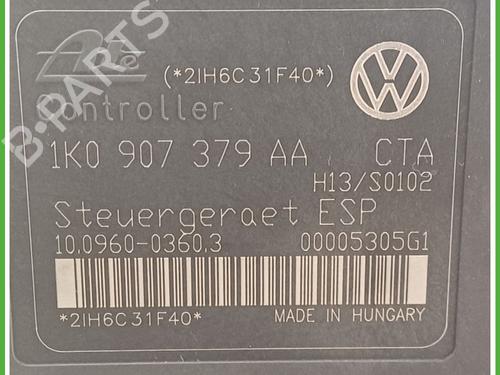 Ate (*2IH6C31F40*)
Controller
1K0 907 379 AA CTA
H13/S0102
Steuergeraet ESP
10.0960-0360.3 00005305G1
*2IH6C31F40* MADE IN HUNGARY
B-PARTS